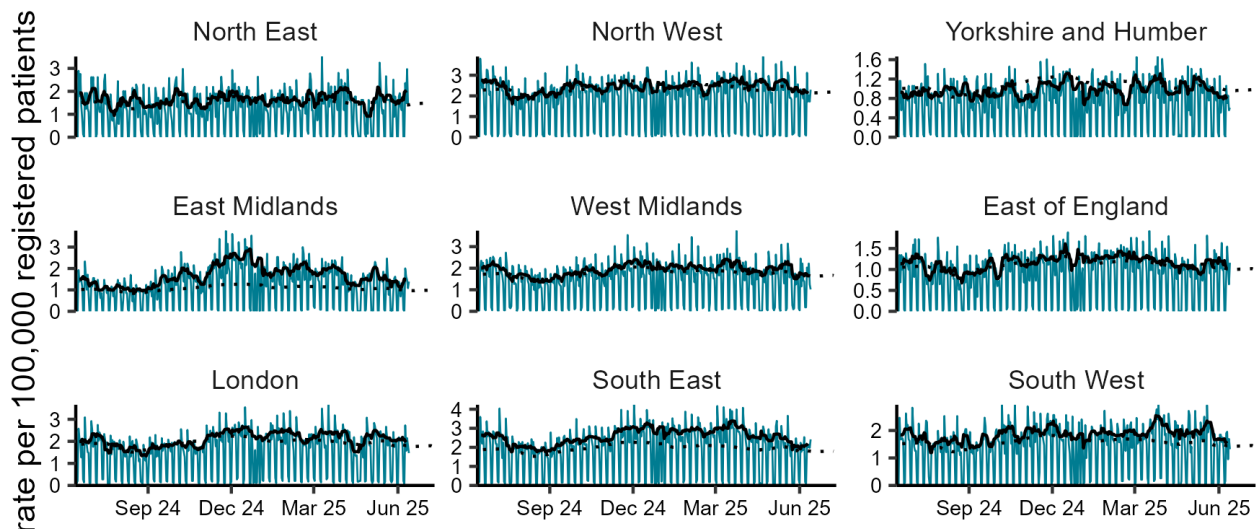 rate per 100,000 registered patients
North East
North West
Yorkshire and Humber
3
2
1
0
3
2
1
0
1.6
1.2
0.8
0.4
0.0
East Midlands
West Midlands
East of England
3
2
1
0
3
2
1
0
1.5
1.0
0.5
0.0
London
South East
South West
3
2
1
0
4
3
2
1
0
2
1
0
Sep 24 Dec 24 Mar 25 Jun 25
Sep 24 Dec 24 Mar 25 Jun 25
Sep 24 Dec 24 Mar 25 Jun 25